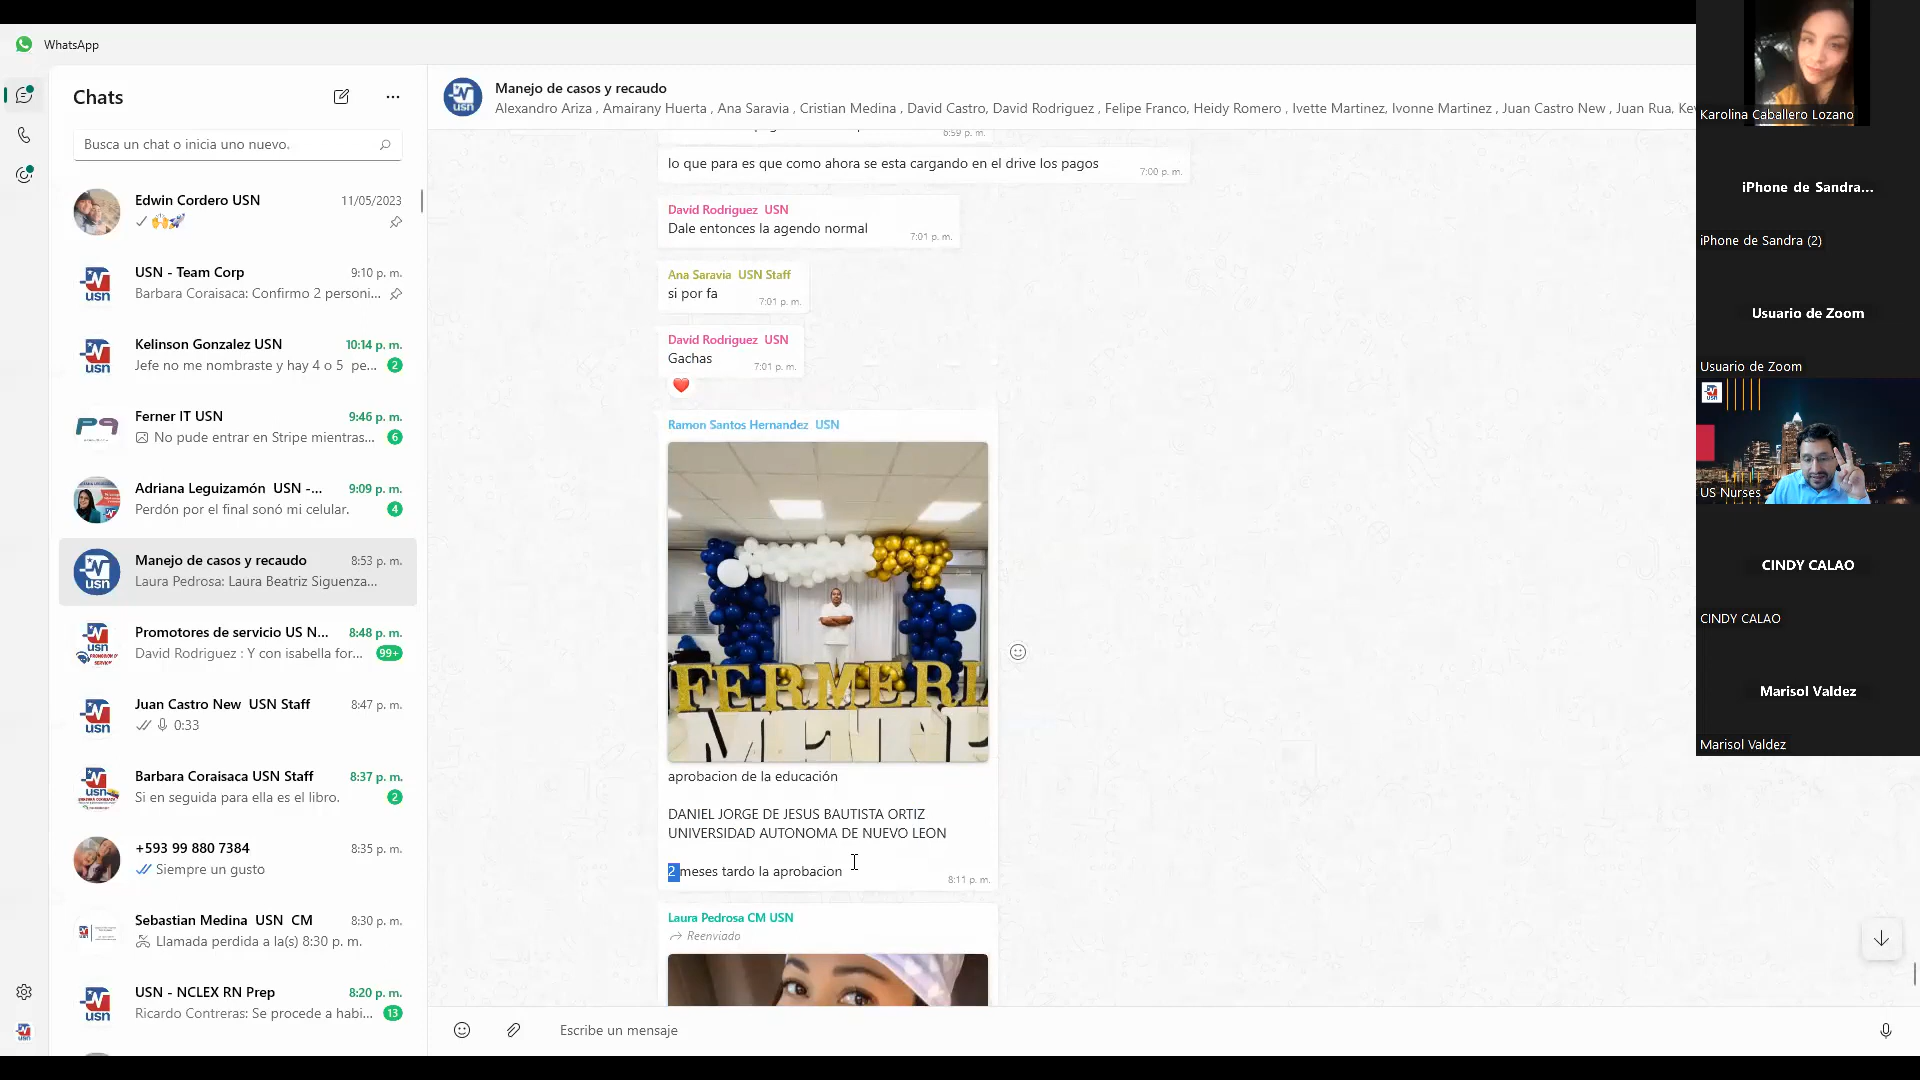 WhatsApp
Chats
Busca un chat o inicia uno nuevo.
Edwin Cordero USN
11/05/2023
USN - Team Corp
9:10 p. m.
Barbara Coraisaca: Confirmo 2 personi...
Kelinson Gonzalez USN
10:14 p. m.
Jefe no me nombraste y hay 4 o 5 pe...
2
Ferner IT USN
9:46 p. m.
No pude entrar en Stripe mientras...
6
Adriana Leguizamón USN -...
9:09 p. m.
Perdón por el final sonó mi celular.
4
Manejo de casos y recaudo
8:53 p. m.
Laura Pedrosa: Laura Beatriz Siguenza...
Promotores de servicio US N...
8:48 p. m.
David Rodriguez : Y con isabella for...
99+
Juan Castro New USN Staff
8:47 p. m.
0:33
Barbara Coraisaca USN Staff
8:37 p. m.
Si en seguida para ella es el libro.
2
+593 99 880 7384
8:35 p. m.
Siempre un gusto
Sebastian Medina USN CM
8:30 p. m.
Llamada perdida a la(s) 8:30 p. m.
USN - NCLEX RN Prep
8:20 p. m.
Ricardo Contreras: Se procede a habi...
13
Manejo de casos y recaudo
Alexandro Ariza , Amairany Huerta , Ana Saravia , Cristian Medina , David Castro, David Rodriguez , Felipe Franco, Heidy Romero , Ivette Martinez, Ivonne Martinez , Juan Castro New , Juan Rua, Ke
6:59 p. m.
lo que para es que como ahora se esta cargando en el drive los pagos
7:00 p. m.
David Rodriguez USN
Dale entonces la agendo normal
7:01 p. m.
Ana Saravia USN Staff
si por fa
7:01 p. m.
David Rodriguez USN
Gachas
7:01 p. m.
Ramon Santos Hernandez USN
FERMERI
METP
aprobacion de la educación
DANIEL JORGE DE JESUS BAUTISTA ORTIZ
UNIVERSIDAD AUTONOMA DE NUEVO LEON
2 meses tardo la aprobacion
8:11 p. m.
Laura Pedrosa CM USN
Reenviado
Escribe un mensaje
Karolina Caballero Lozano
iPhone de Sandra...
iPhone de Sandra (2)
Usuario de Zoom
Usuario de Zoom
US Nurses
CINDY CALAO
CINDY CALAO
Marisol Valdez
Marisol Valdez